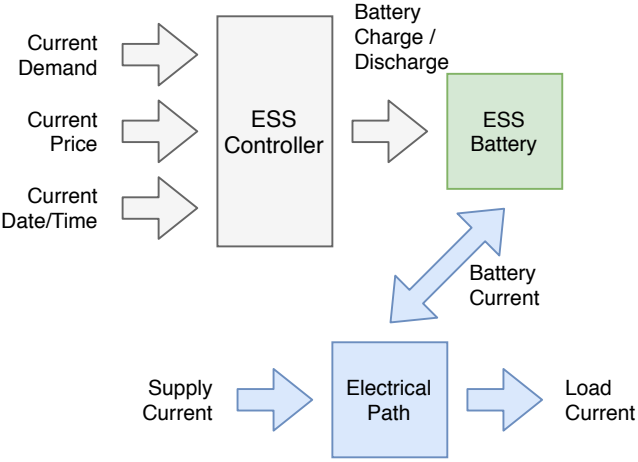 Current
Demand
Current
Price
Current
Date/Time
ESS
Controller
Battery
Charge /
Discharge
ESS
Battery
Battery
Current
Supply
Current
Electrical
Path
Load
Current